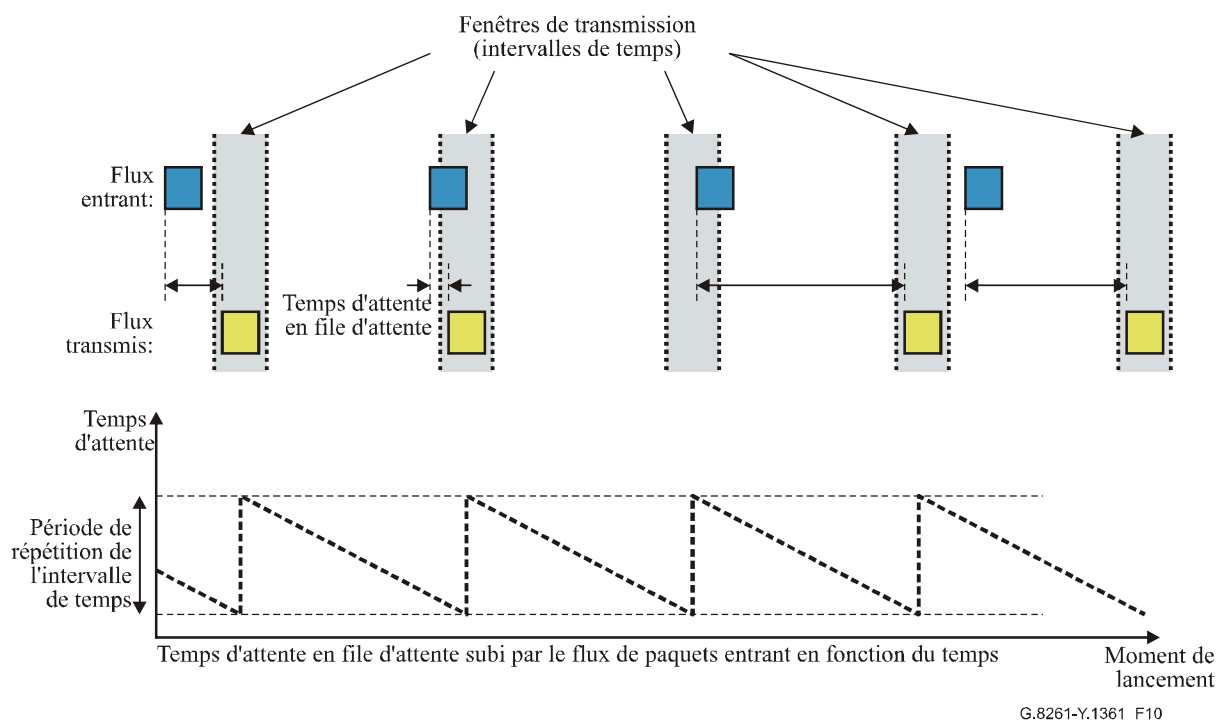 Fenêtres de transmission
(intervalles de temps)
Flux
entrant:
Temps d'attente
en file d'attente
Flux
transmis:
Temps
d'attente
Période de
répétition de
l'intervalle
de temps
Temps d'attente en file d'attente subi par le flux de paquets entrant en fonction du temps
Moment de
lancement
G.8261-Y.1361_F10